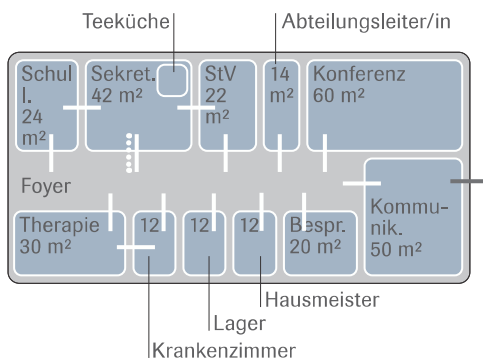 Teeküche
Abteilungsleiter/in
Schul
l.
24
m²
Sekret.
42 m²
StV
22
m²
14
m²
Konferenz
60 m²
Foyer
Therapie
30 m²
12
12
12
Bespr.
20 m²
Kommu-
nik.
50 m²
Hausmeister
Lager
Krankenzimmer